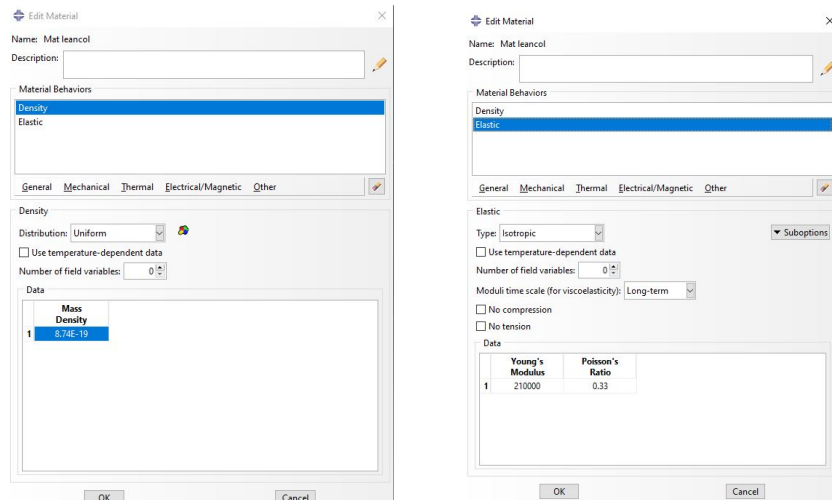 Edit Material
Name: Mat leancol
Description:
Material Behaviors
Density
Elastic
General Mechanical Thermal Electrical/Magnetic Other
Density
Distribution: Uniform
Use temperature-dependent data
Number of field variables: 0
Data
Mass
Density
1 8.74E-19
OK Cancel
Edit Material
Name: Mat leancol
Description:
Material Behaviors
Density
Elastic
General Mechanical Thermal Electrical/Magnetic Other
Elastic
Type: Isotropic
Suboptions
Use temperature-dependent data
Number of field variables: 0
Moduli time scale (for viscoelasticity): Long-term
No compression
No tension
Data
Young's Poisson's
Modulus Ratio
1 210000 0.33
OK Cancel